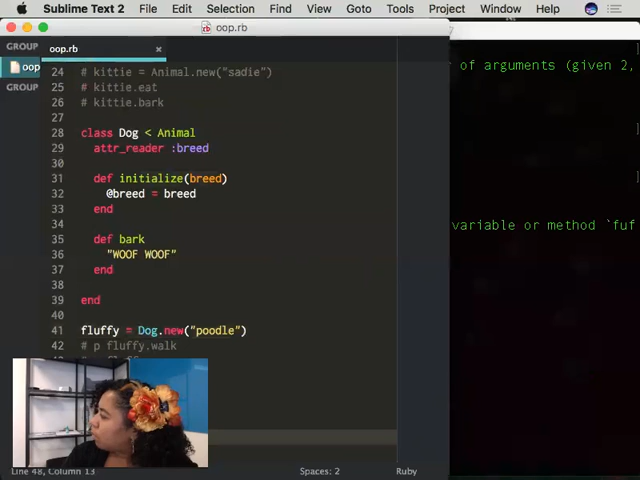 Sublime Text 2 File Edit Selection Find View Goto Tools Project Window Help
oop.rb
GROUP
oop.rb
oop
GROUP
24 # kittie = Animal.new("sadie")
25 # kittie.eat
26 # kittie.bark
27
28 class Dog < Animal
29 attr_reader :breed
30
31 def initialize(breed)
32 @breed = breed
33 end
34
35 def bark
36 "WOOF WOOF"
37 end
38
39 end
40
41 fluffy = Dog.new("poodle")
42 # p fluffy.walk
r of arguments (given 2,
variable or method `fuf
Line 48, Column 13
Spaces: 2
Ruby